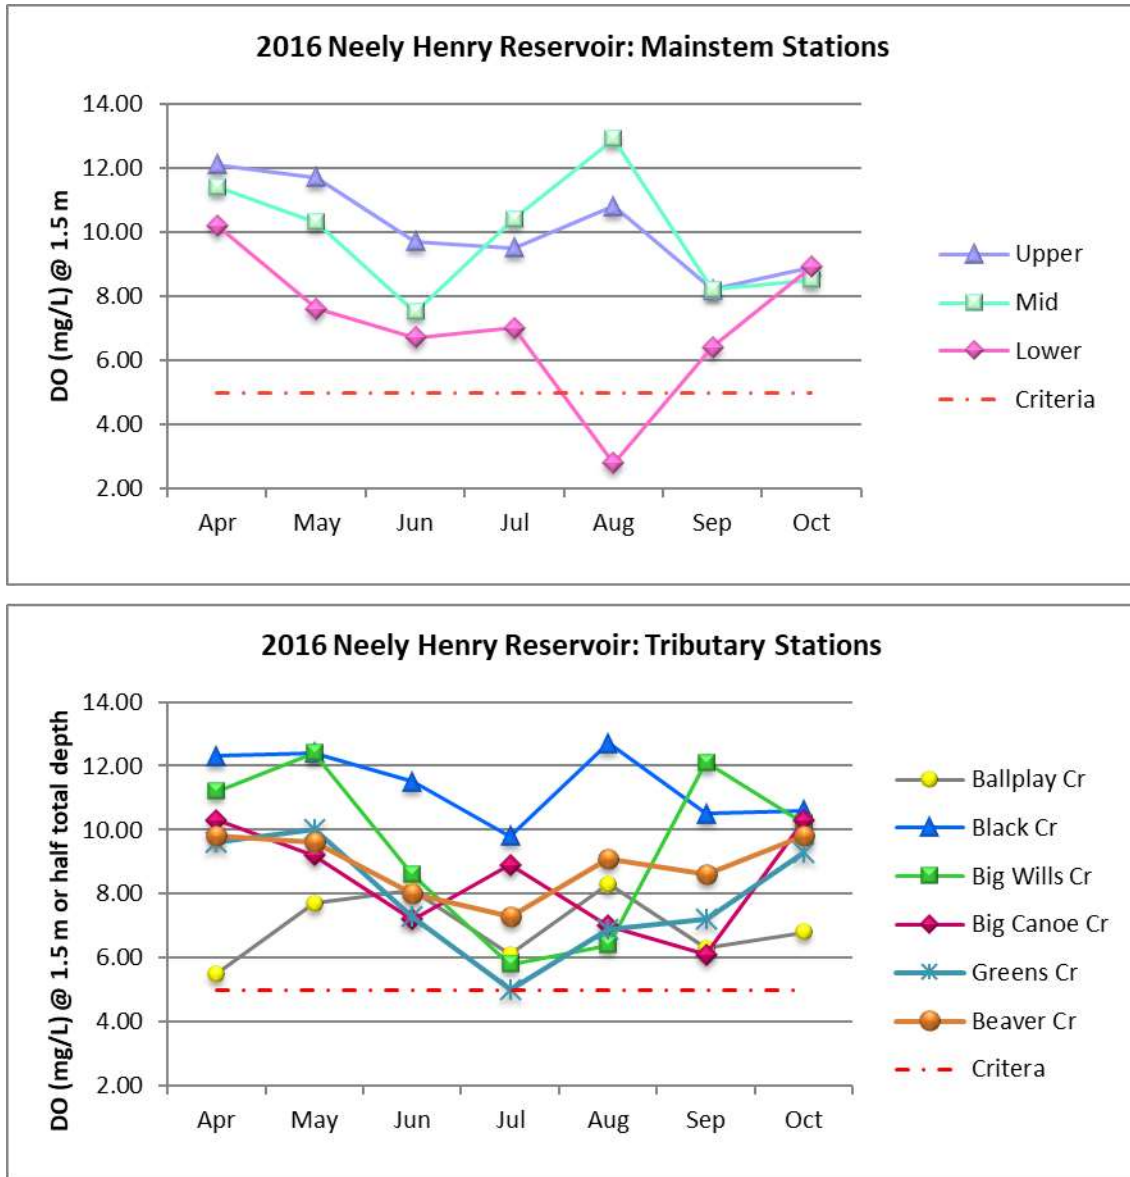 2016 Neely Henry Reservoir: Mainstem Stations
DO (mg/L) @ 1.5 m
14.00
12.00
10.00
8.00
6.00
4.00
2.00
Apr May Jun Jul Aug Sep Oct
Upper
Mid
Lower
Criteria
2016 Neely Henry Reservoir: Tributary Stations
DO (mg/L) @ 1.5 m or half total depth
14.00
12.00
10.00
8.00
6.00
4.00
2.00
Apr May Jun Jul Aug Sep Oct
Ballplay Cr
Black Cr
Big Wills Cr
Big Canoe Cr
Greens Cr
Beaver Cr
Critera